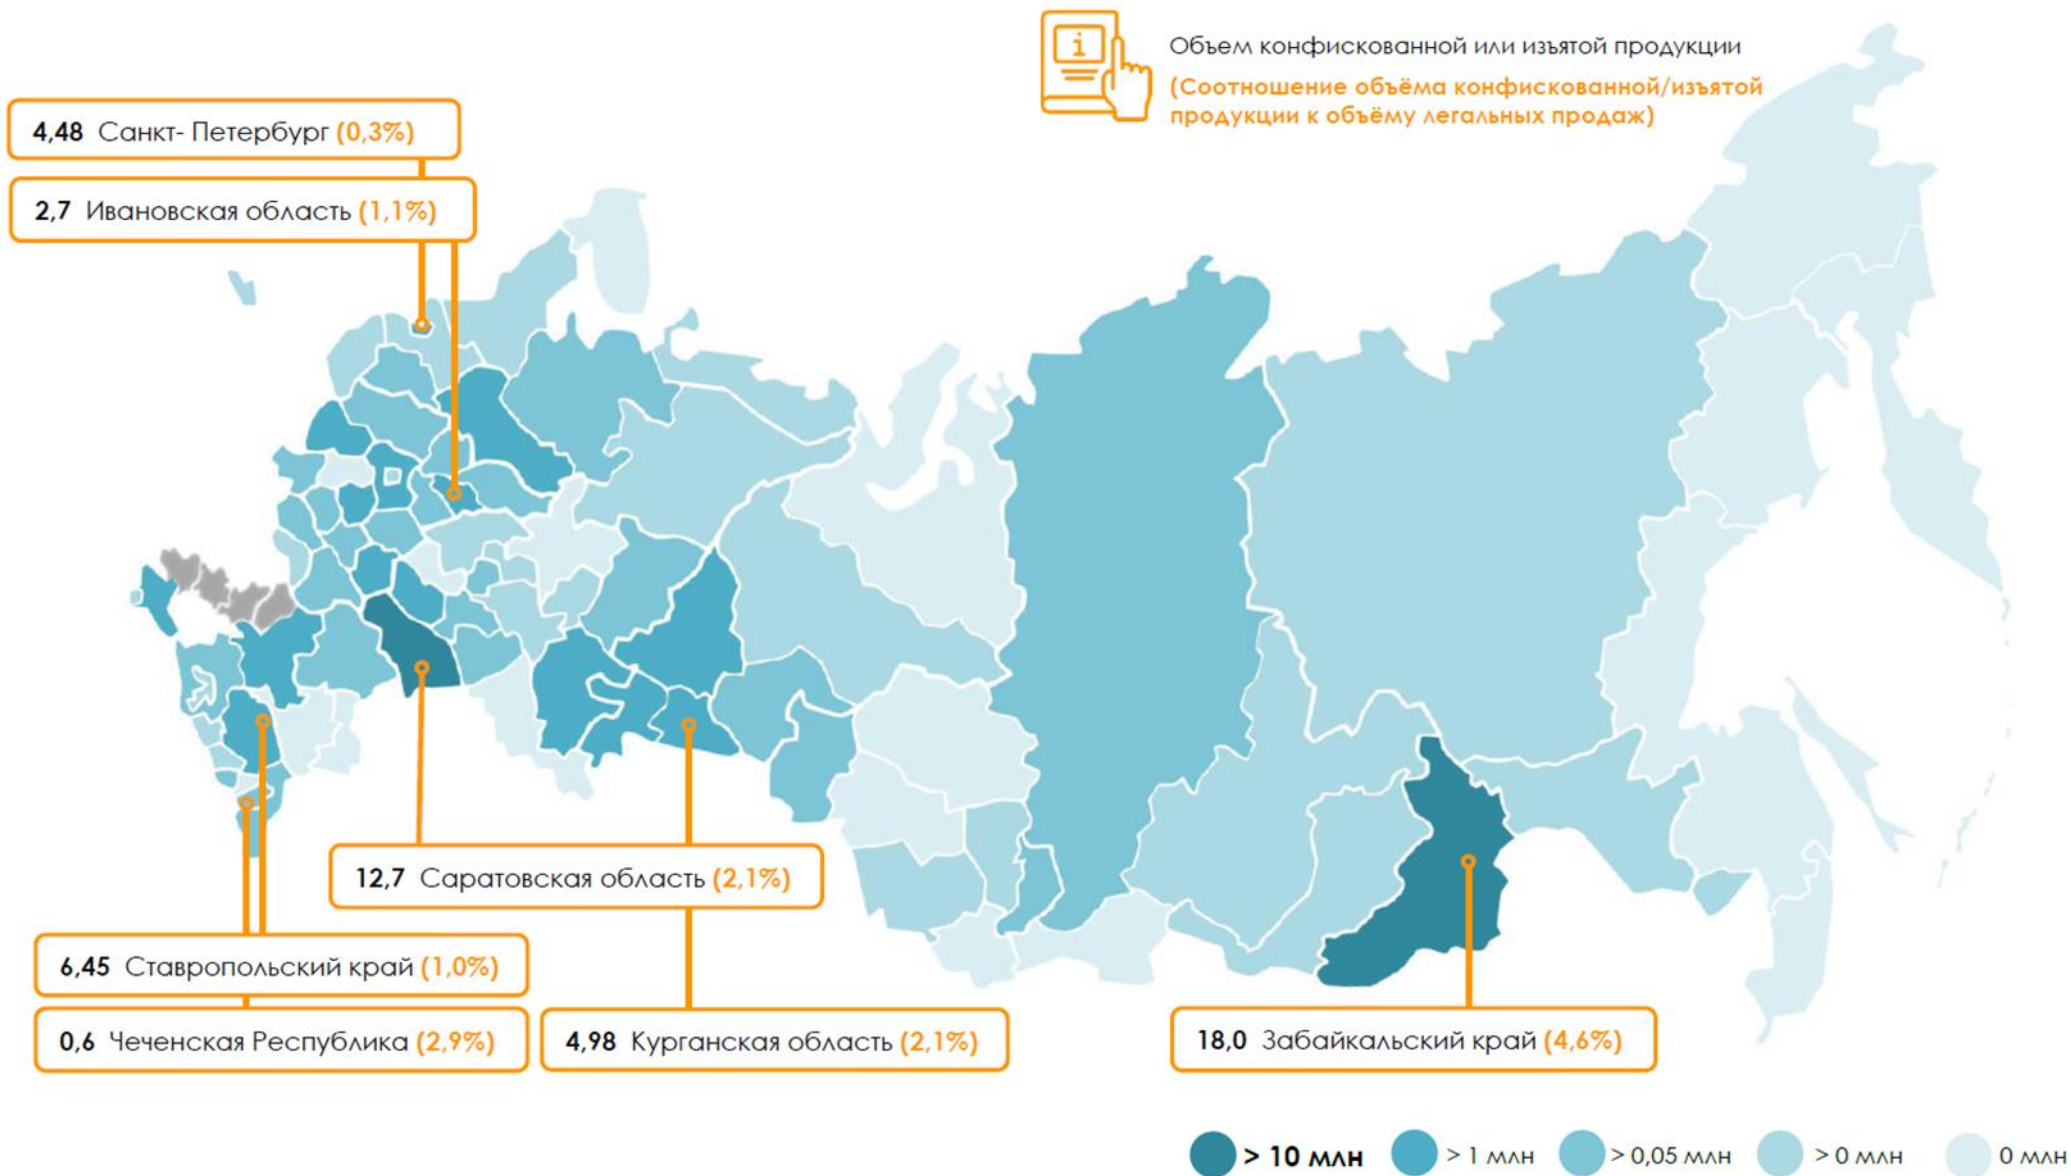 i
Объем конфискованной или изъятой продукции
(Соотношение объёма конфискованной/изъятой
продукции к объёму легальных продаж)
4,48 Санкт- Петербург (0,3%)
2,7 Ивановская область (1,1%)
12,7 Саратовская область (2,1%)
6,45 Ставропольский край (1,0%)
0,6 Чеченская Республика (2,9%)
4,98 Курганская область (2,1%)
18,0 Забайкальский край (4,6%)
> 10 млн
> 1 млн
> 0,05 млн
> 0 млн
0 млн